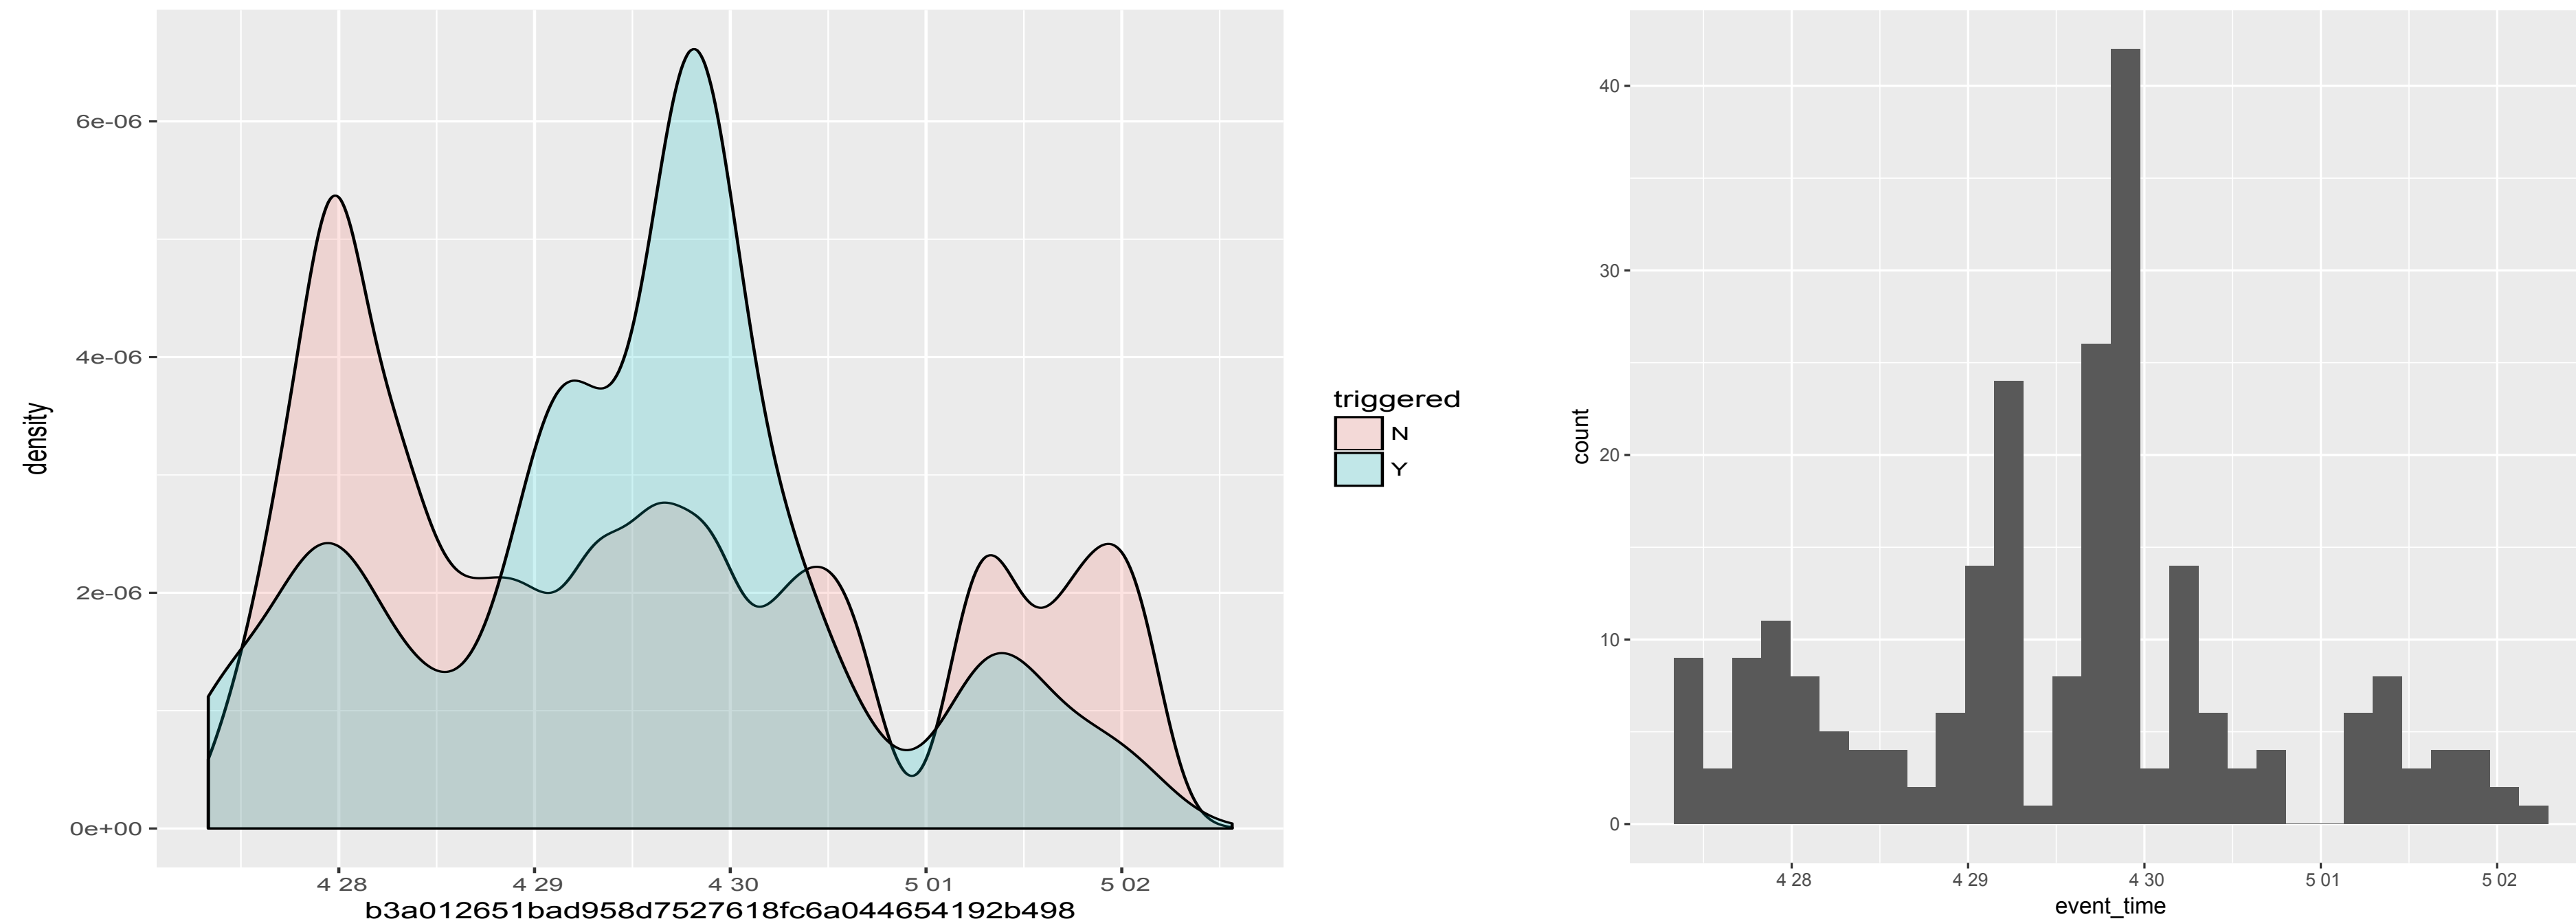 density
6e-06
4e-06
2e-06
0e+00
4 28
4 29
4 30
5 01
5 02
b3a012651bad958d7527618fc6a044654192b498
triggered
N
Y
count
40
30
20
10
0
4 28
4 29
4 30
5 01
5 02
event_time